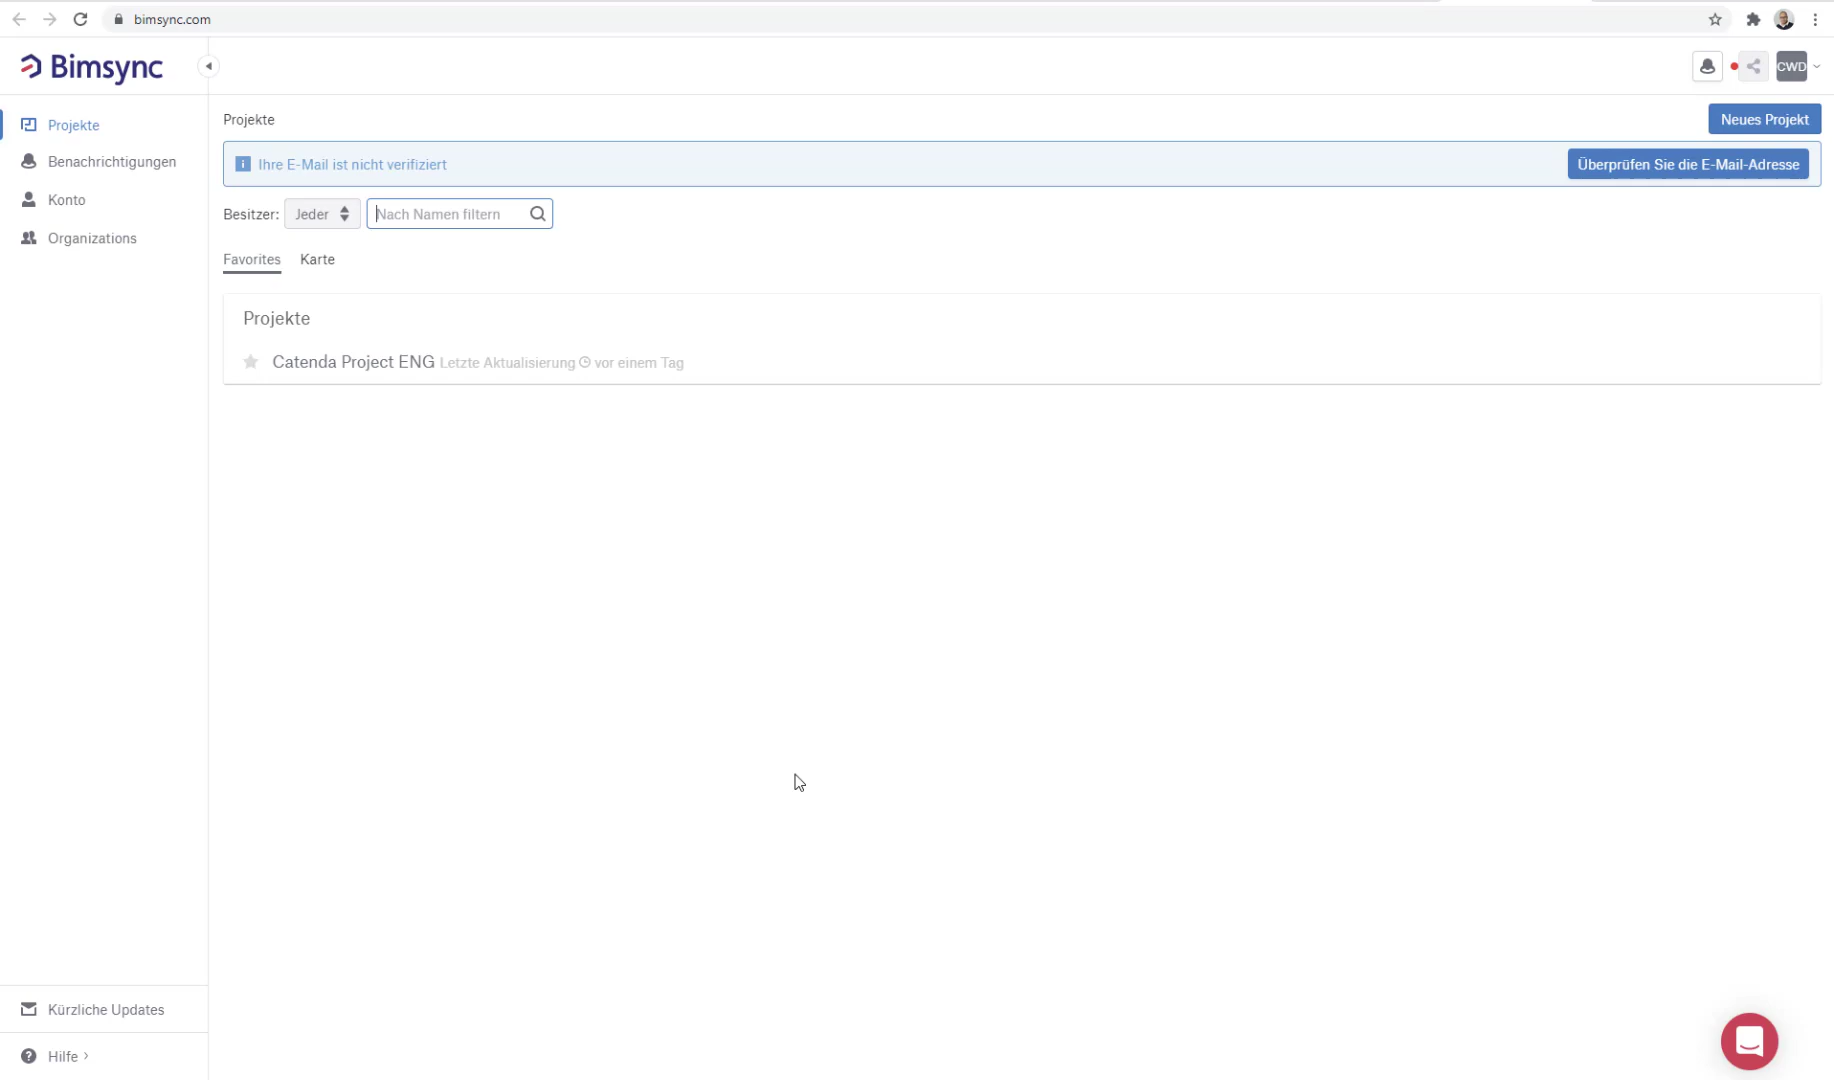 bimsync.com
Bimsync
CWD
Projekte
Benachrichtigungen
Konto
Organizations
Projekte
Neues Projekt
Ihre E-Mail ist nicht verifiziert
Überprüfen Sie die E-Mail-Adresse
Besitzer: Jeder Nach Namen filtern
Favorites Karte
Projekte
Catenda Project ENG Letzte Aktualisierung vor einem Tag
Kürzliche Updates
Hilfe